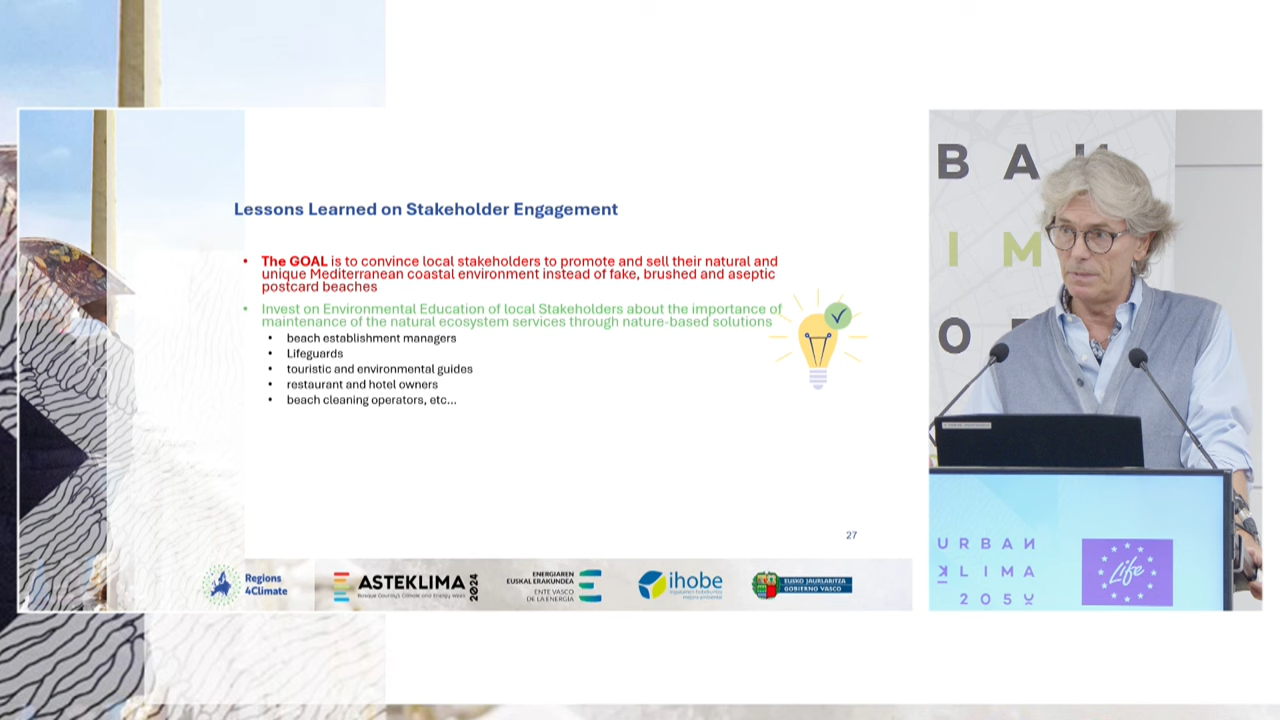 Lessons Learned on Stakeholder Engagement
• The GOAL is to convince local stakeholders to promote and sell their natural and
unique Mediterranean coastal environment instead of fake, brushed and aseptic
postcard beaches
• Invest on Environmental Education of local Stakeholders about the importance of
maintenance of the natural ecosystem services through nature-based solutions
• beach establishment managers
• Lifeguards
• touristic and environmental guides
• restaurant and hotel owners
• beach cleaning operators, etc...
27
Regions
4Climate
ASTEKLIMA
2024
Basque Country's Climate and Energy Week
ENERGIAREN
EUSKAL ERAKUNDEA
ENTE VASCO
DE LA ENERGIA
ihobe
EUSKO JAURLARITZA
GOBIERNO VASCO
B A
I M
O
URBAN
KLIMA
2050
Life